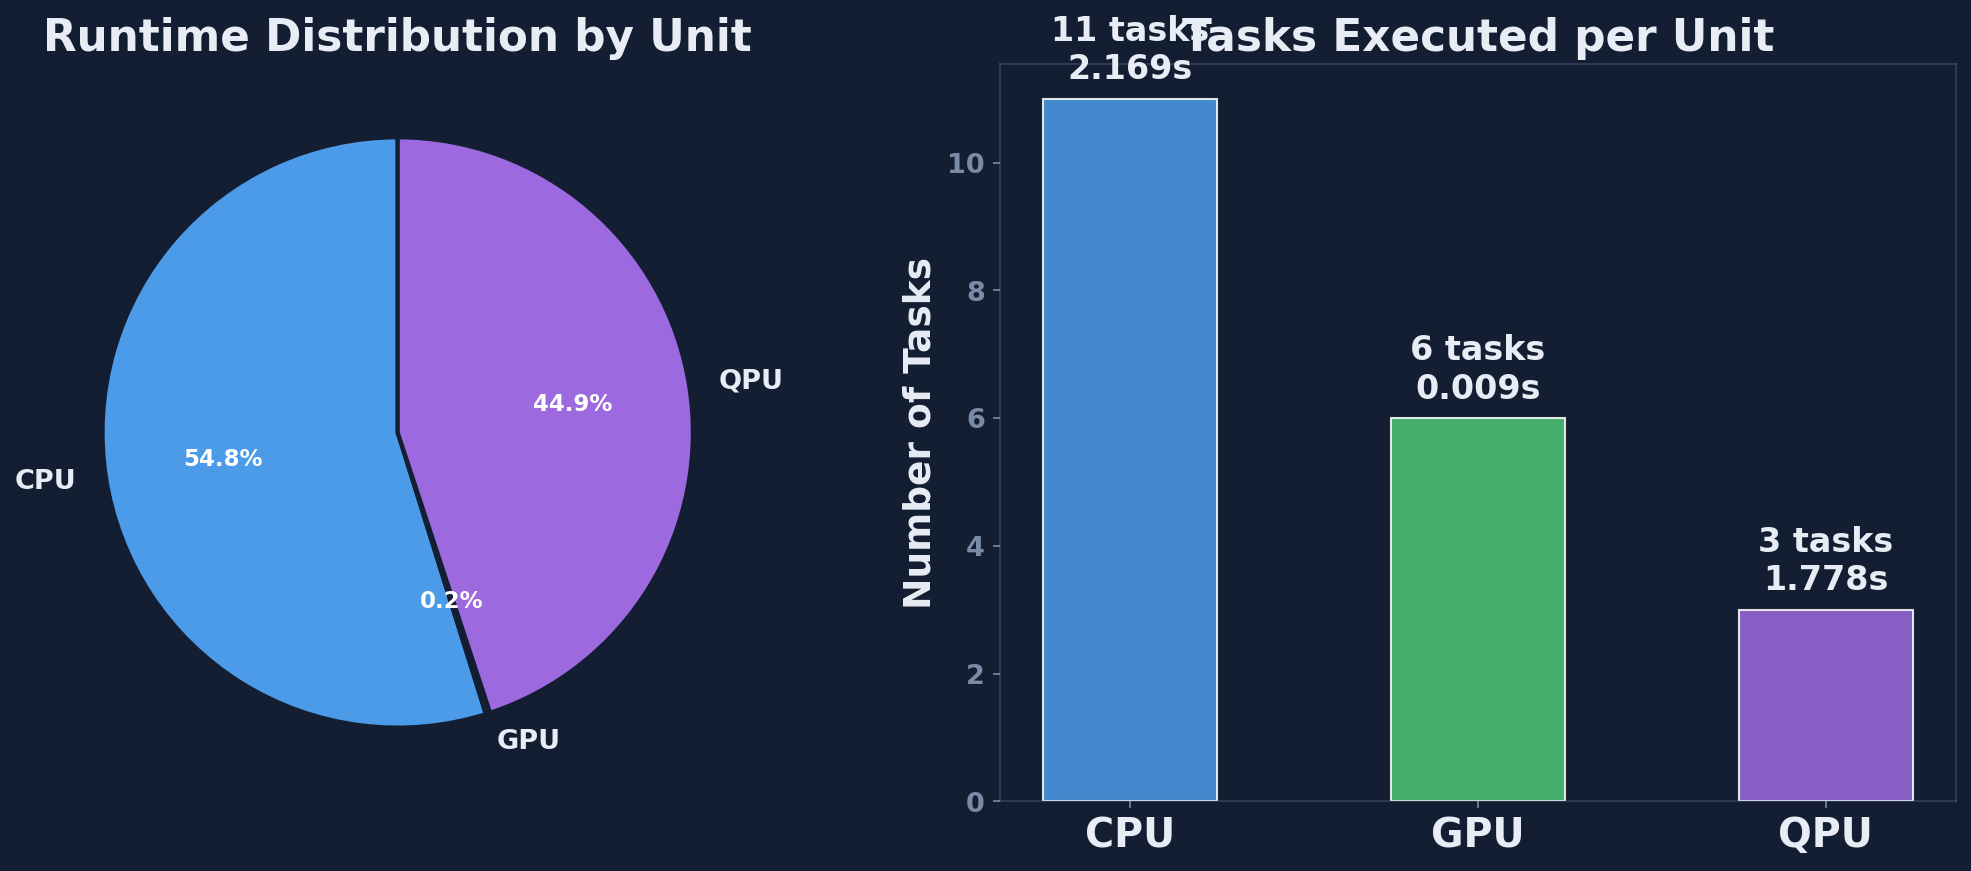 Runtime Distribution by Unit
CPU
54.8%
44.9%
QPU
0.2%
GPU
Tasks Executed per Unit
11 tasks
2.169s
6 tasks
0.009s
3 tasks
1.778s
Number of Tasks
10
8
6
4
2
0
CPU
GPU
QPU